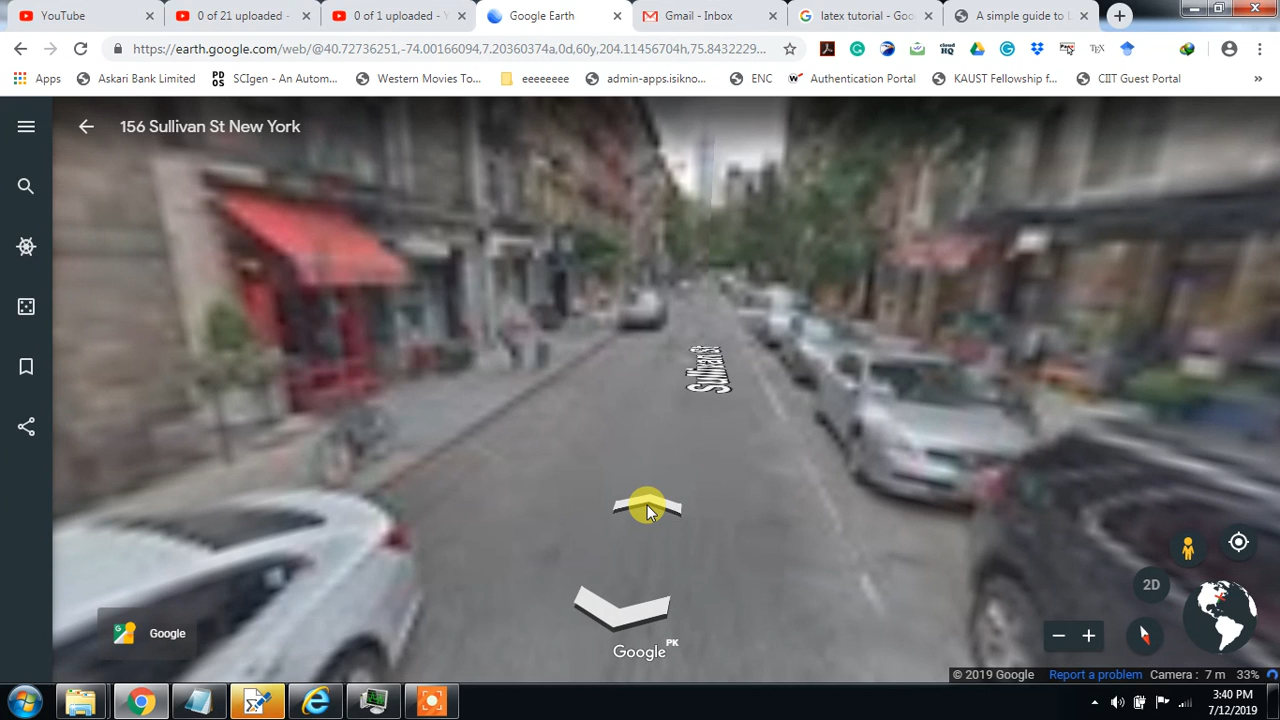 YouTube
0 of 21 uploaded -
0 of 1 uploaded - Y
Google Earth
Gmail - Inbox
latex tutorial - Goo
A simple guide to L
https://earth.google.com/web/@40.72736251,-74.00166094,7.20360374a,0d,60y,204.11456704h,75.8432229...
Apps
Askari Bank Limited
PD
OS
SCIgen - An Autom...
Western Movies To...
eeeeeeee
admin-apps.isikno...
ENC
Authentication Portal
KAUST Fellowship f...
CIIT Guest Portal
»
156 Sullivan St New York
Sullivan St
2D
Google
Google PK
© 2019 Google
Report a problem
Camera : 7 m
33%
3:40 PM
7/12/2019